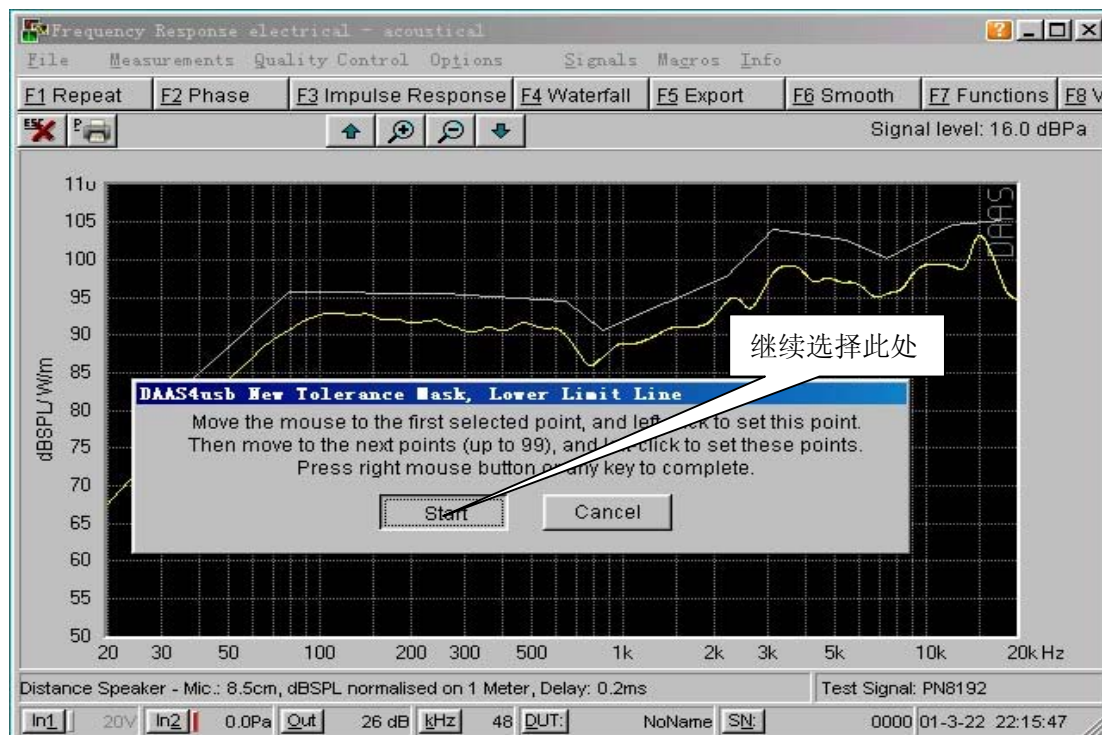 Frequency Response electrical - acoustical
File Measurements Quality Control Options Signals Magros Info
F1 Repeat F2 Phase F3 Impulse Response F4 Waterfall F5 Export F6 Smooth F7 Functions F8 V
ESC P Signal level: 16.0 dBPa
110
105
100
95
90
85
80
75
70
65
60
55
50
dBSPL/W/m
DAAS
继续选择此处
DAAS4usb New Tolerance Mask, Lower Limit Line
Move the mouse to the first selected point, and left click to set this point.
Then move to the next points (up to 99), and left click to set these points.
Press right mouse button or any key to complete.
Start Cancel
20 30 50 100 200 300 500 1k 2k 3k 5k 10k 20k Hz
Distance Speaker - Mic.: 8.5cm, dBSPL normalised on 1 Meter, Delay: 0.2ms Test Signal: PN8192
In1 20V In2 0.0Pa Out 26 dB kHz 48 DUT: NoName SN: 0000 01-3-22 22:15:47